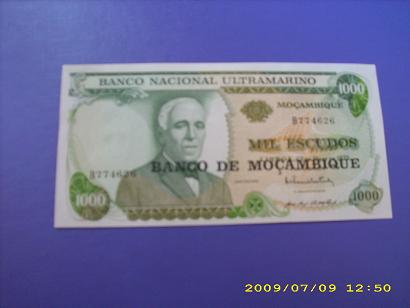 BANCO NACIONAL ULTRAMARINO
1000
MOÇAMBIQUE
B774626
MIL ESCUDOS
BANCO DE MOÇAMBIQUE
B774626
1000
1000
2009/07/09 12:50